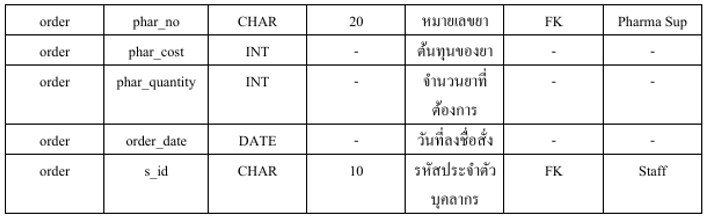 order phar_no CHAR 20 หมายเลขยา FK Pharma Sup
order phar_cost INT - ต้นทุนของยา - -
order phar_quantity INT - จำนวนยาที่ - -
ต้องการ
order order_date DATE - วันที่ลงชื่อสั่ง - -
order s_id CHAR 10 รหัสประจำตัว FK Staff
บุคลากร